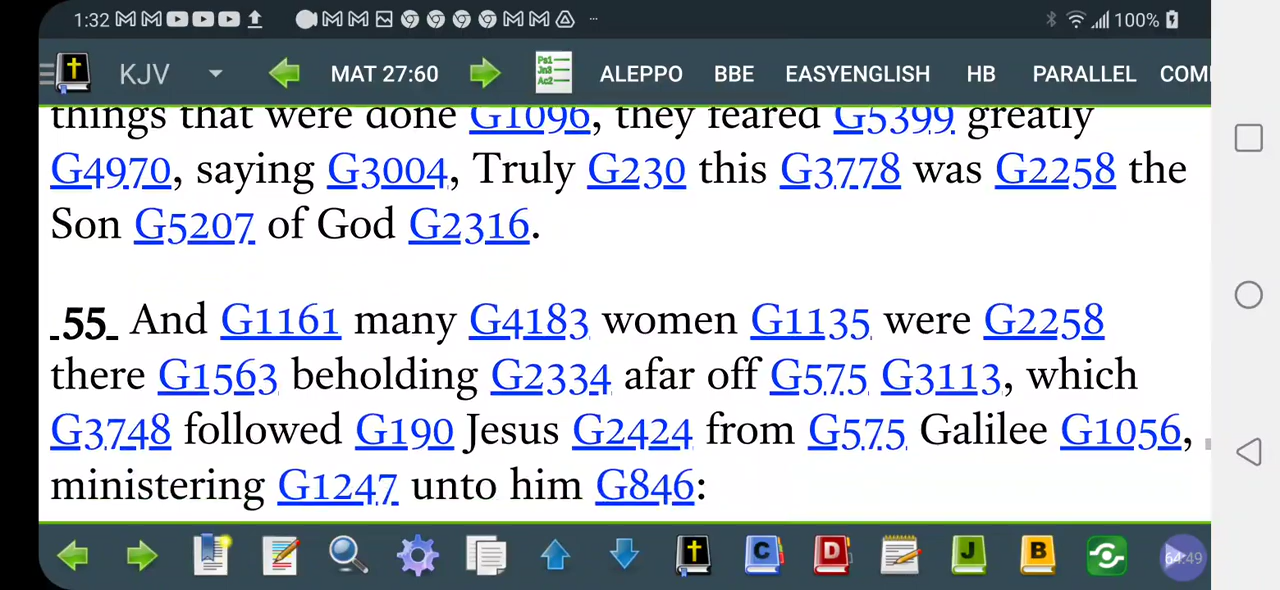 1:32 100%
KJV MAT 27:60 ALEPPO BBE EASYENGLISH HB PARALLEL
things that were done G1096, they feared G5399 greatly
G4970, saying G3004, Truly G230 this G3778 was G2258 the
Son G5207 of God G2316.
55 And G1161 many G4183 women G1135 were G2258
there G1563 beholding G2334 afar off G575 G3113, which
G3748 followed G190 Jesus G2424 from G575 Galilee G1056,
ministering G1247 unto him G846:
C D J B 64:49